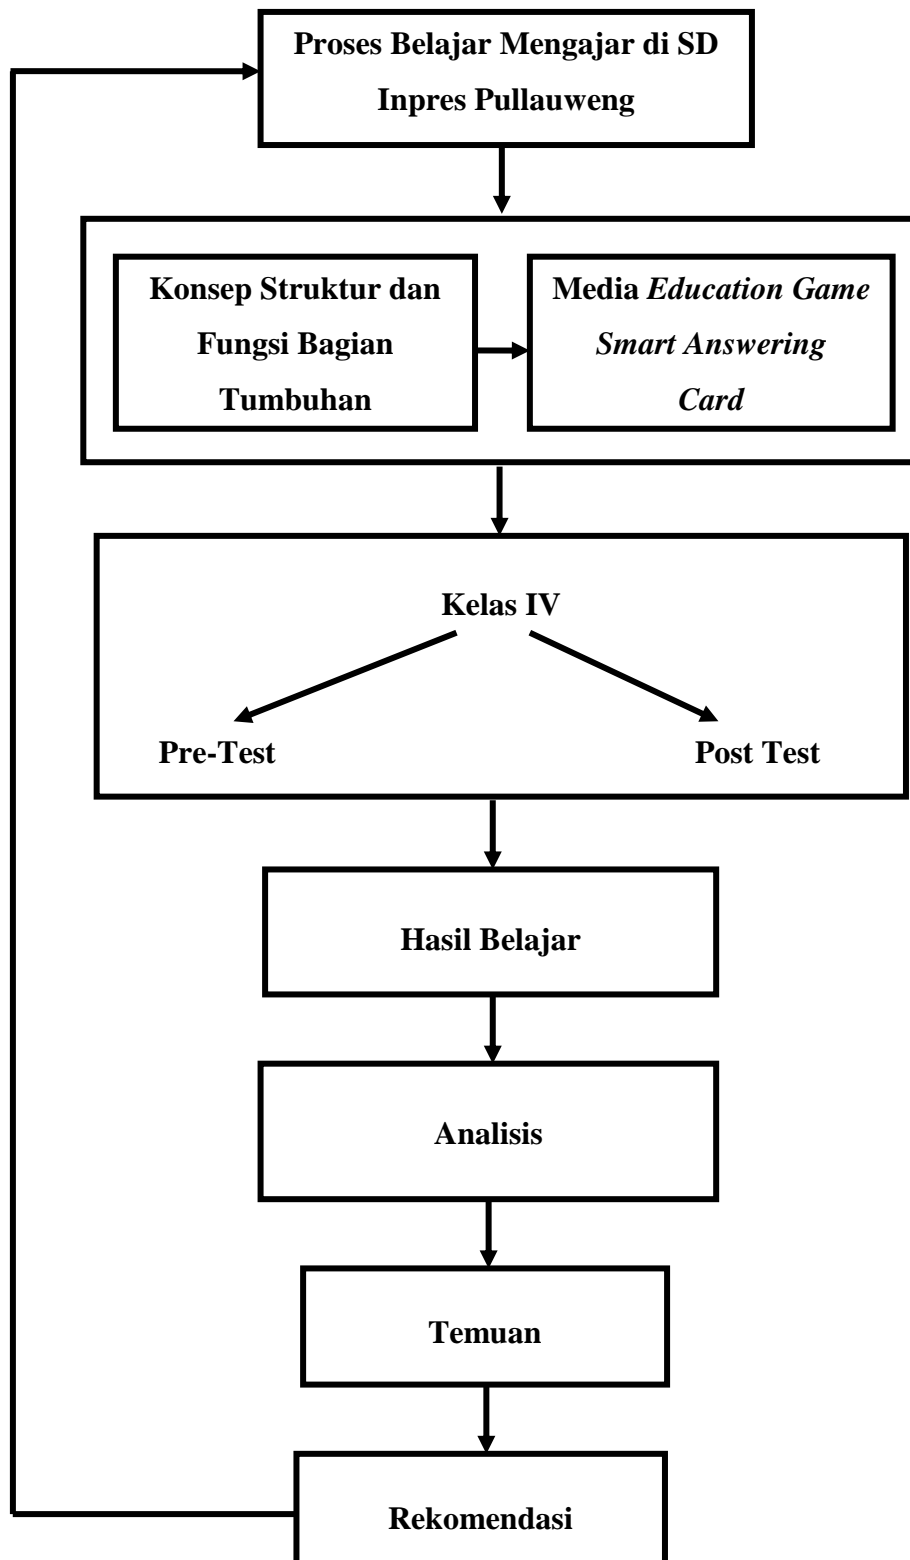 Proses Belajar Mengajar di SD
Inpres Pullauweng
Konsep Struktur dan
Fungsi Bagian
Tumbuhan
Media Education Game
Smart Answering
Card
Kelas IV
Pre-Test
Post Test
Hasil Belajar
Analisis
Temuan
Rekomendasi